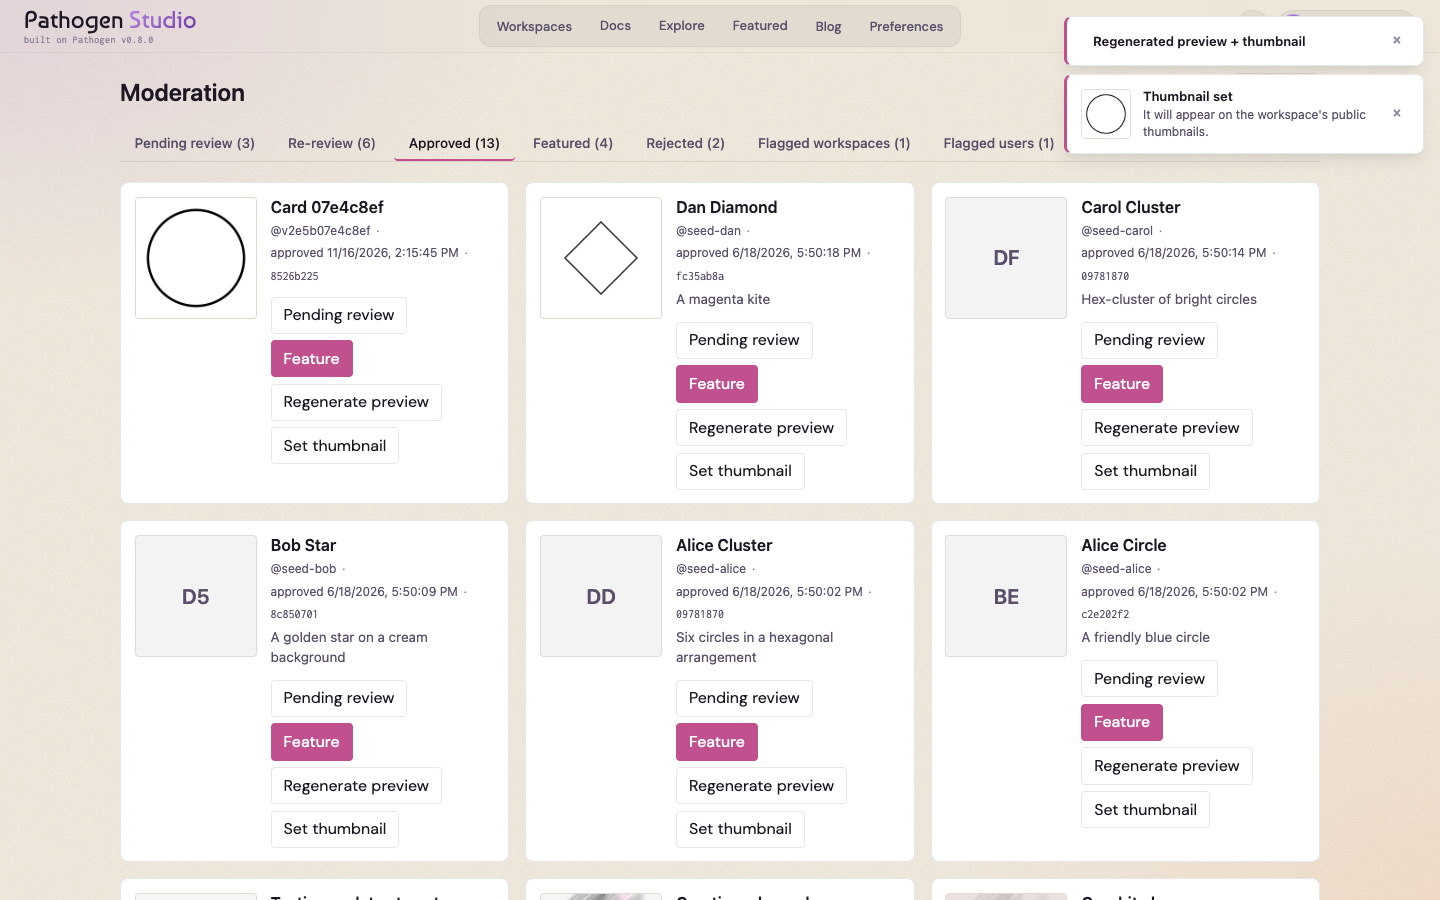 Pathogen Studio
built on Pathogen v0.8.0
Workspaces
Docs
Explore
Featured
Blog
Preferences
Regenerated preview + thumbnail
×
Thumbnail set
It will appear on the workspace's public
thumbnails.
×
Moderation
Pending review (3)
Re-review (6)
Approved (13)
Featured (4)
Rejected (2)
Flagged workspaces (1)
Flagged users (1)
Card 07e4c8ef
@v2e5b07e4c8ef ·
approved 11/16/2026, 2:15:45 PM ·
8526b225
Pending review
Feature
Regenerate preview
Set thumbnail
Dan Diamond
@seed-dan ·
approved 6/18/2026, 5:50:18 PM ·
fc35ab8a
A magenta kite
Pending review
Feature
Regenerate preview
Set thumbnail
DF
Carol Cluster
@seed-carol ·
approved 6/18/2026, 5:50:14 PM ·
09781870
Hex-cluster of bright circles
Pending review
Feature
Regenerate preview
Set thumbnail
D5
Bob Star
@seed-bob ·
approved 6/18/2026, 5:50:09 PM ·
8c850701
A golden star on a cream
background
Pending review
Feature
Regenerate preview
Set thumbnail
DD
Alice Cluster
@seed-alice ·
approved 6/18/2026, 5:50:02 PM ·
09781870
Six circles in a hexagonal
arrangement
Pending review
Feature
Regenerate preview
Set thumbnail
BE
Alice Circle
@seed-alice ·
approved 6/18/2026, 5:50:02 PM ·
c2e202f2
A friendly blue circle
Pending review
Feature
Regenerate preview
Set thumbnail